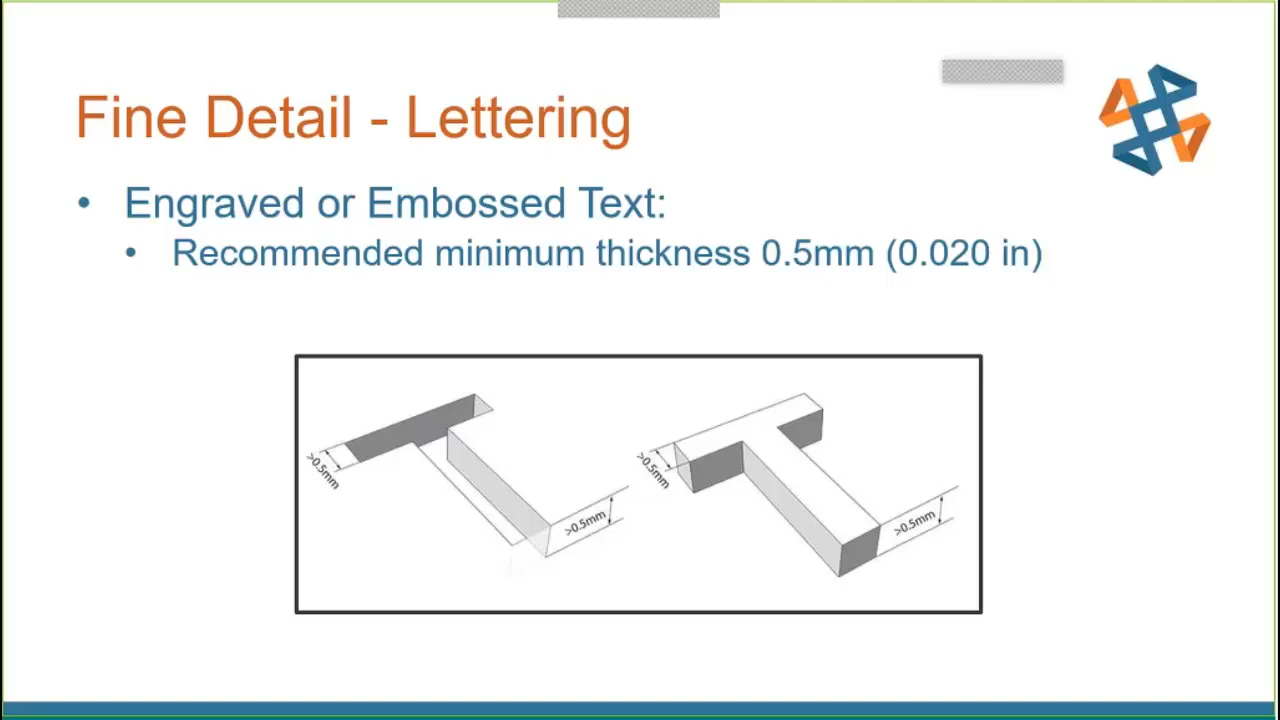 Fine Detail - Lettering
• Engraved or Embossed Text:
• Recommended minimum thickness 0.5mm (0.020 in)
>0.5mm
>0.5mm
>0.5mm
>0.5mm